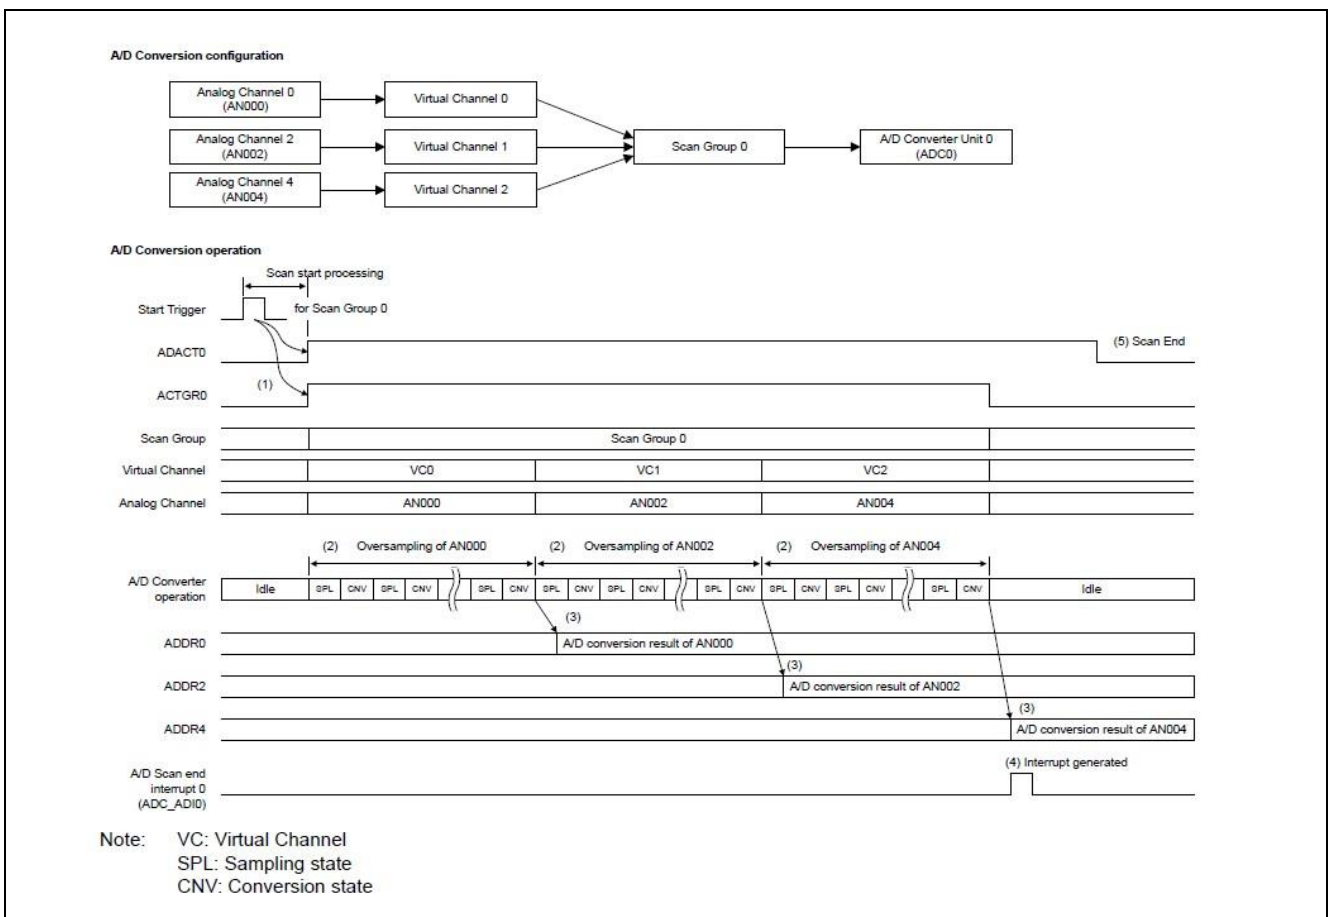 A/D Conversion configuration
Analog Channel 0
(AN000)
Virtual Channel 0
Analog Channel 2
(AN002)
Virtual Channel 1
Scan Group 0
A/D Converter Unit 0
(ADC0)
Analog Channel 4
(AN004)
Virtual Channel 2
A/D Conversion operation
Scan start processing
Start Trigger
for Scan Group 0
ADACT0
(5) Scan End
(1)
ACTGR0
Scan Group
Scan Group 0
Virtual Channel
VC0
VC1
VC2
Analog Channel
AN000
AN002
AN004
(2) Oversampling of AN000
(2) Oversampling of AN002
(2) Oversampling of AN004
A/D Converter
operation
Idle
SPL CNV SPL CNV SPL CNV
SPL CNV SPL CNV SPL CNV
SPL CNV SPL CNV SPL CNV
Idle
(3)
ADDR0
A/D conversion result of AN000
(3)
ADDR2
A/D conversion result of AN002
(3)
ADDR4
A/D conversion result of AN004
(4) Interrupt generated
A/D Scan end
interrupt 0
(ADC_ADI0)
Note: VC: Virtual Channel
SPL: Sampling state
CNV: Conversion state